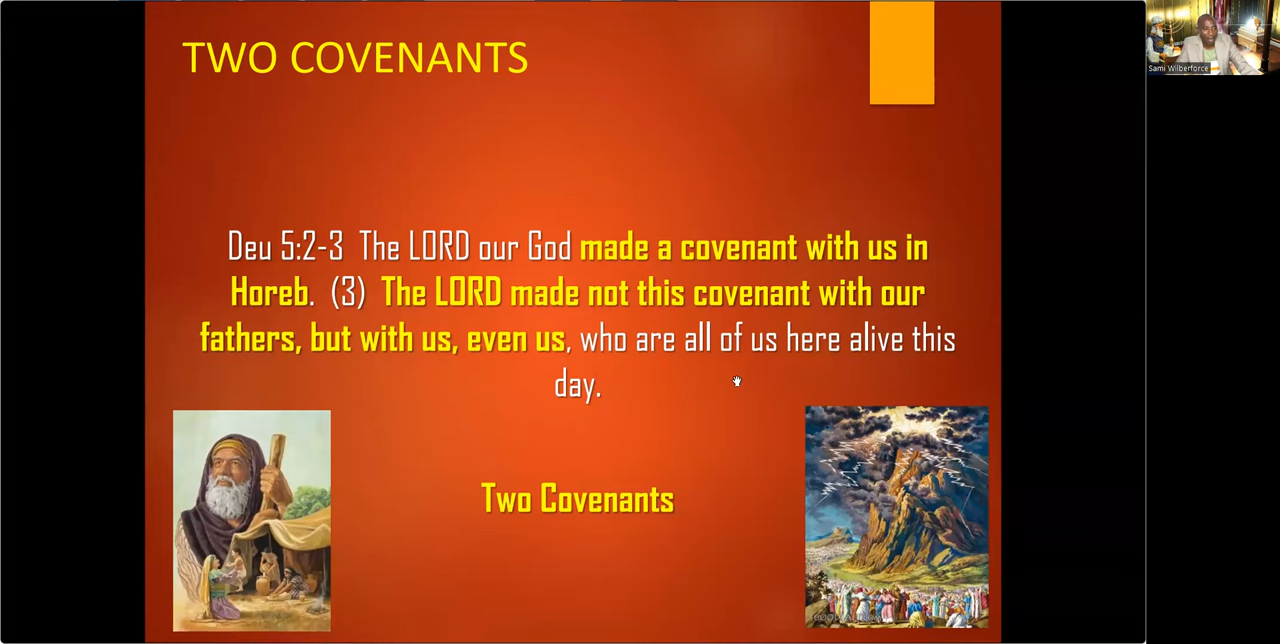 TWO COVENANTS
Sami Wilberforce
Deu 5:2-3 The LORD our God made a covenant with us in
Horeb. (3) The LORD made not this covenant with our
fathers, but with us, even us, who are all of us here alive this
day.
Two Covenants